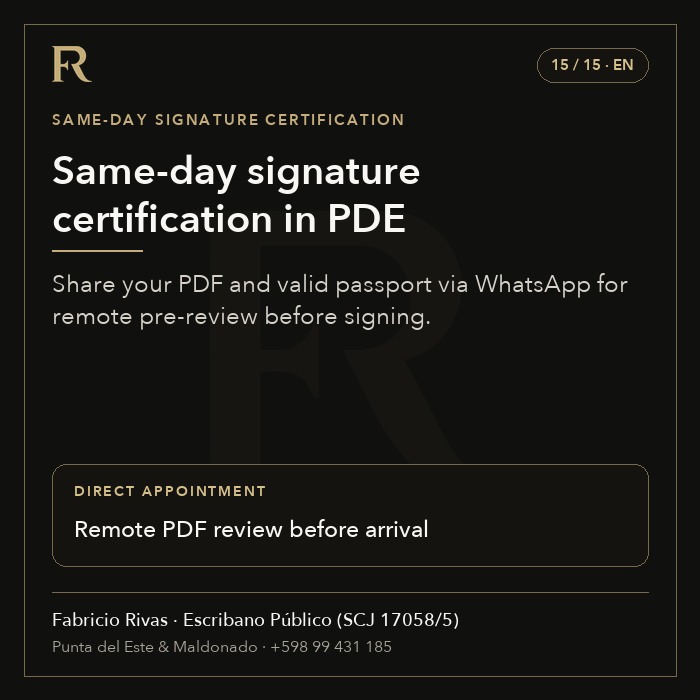 FR
15 / 15 · EN
SAME-DAY SIGNATURE CERTIFICATION
Same-day signature
certification in PDE
Share your PDF and valid passport via WhatsApp for
remote pre-review before signing.
DIRECT APPOINTMENT
Remote PDF review before arrival
Fabricio Rivas · Escribano Público (SCJ 17058/5)
Punta del Este & Maldonado · +598 99 431 185